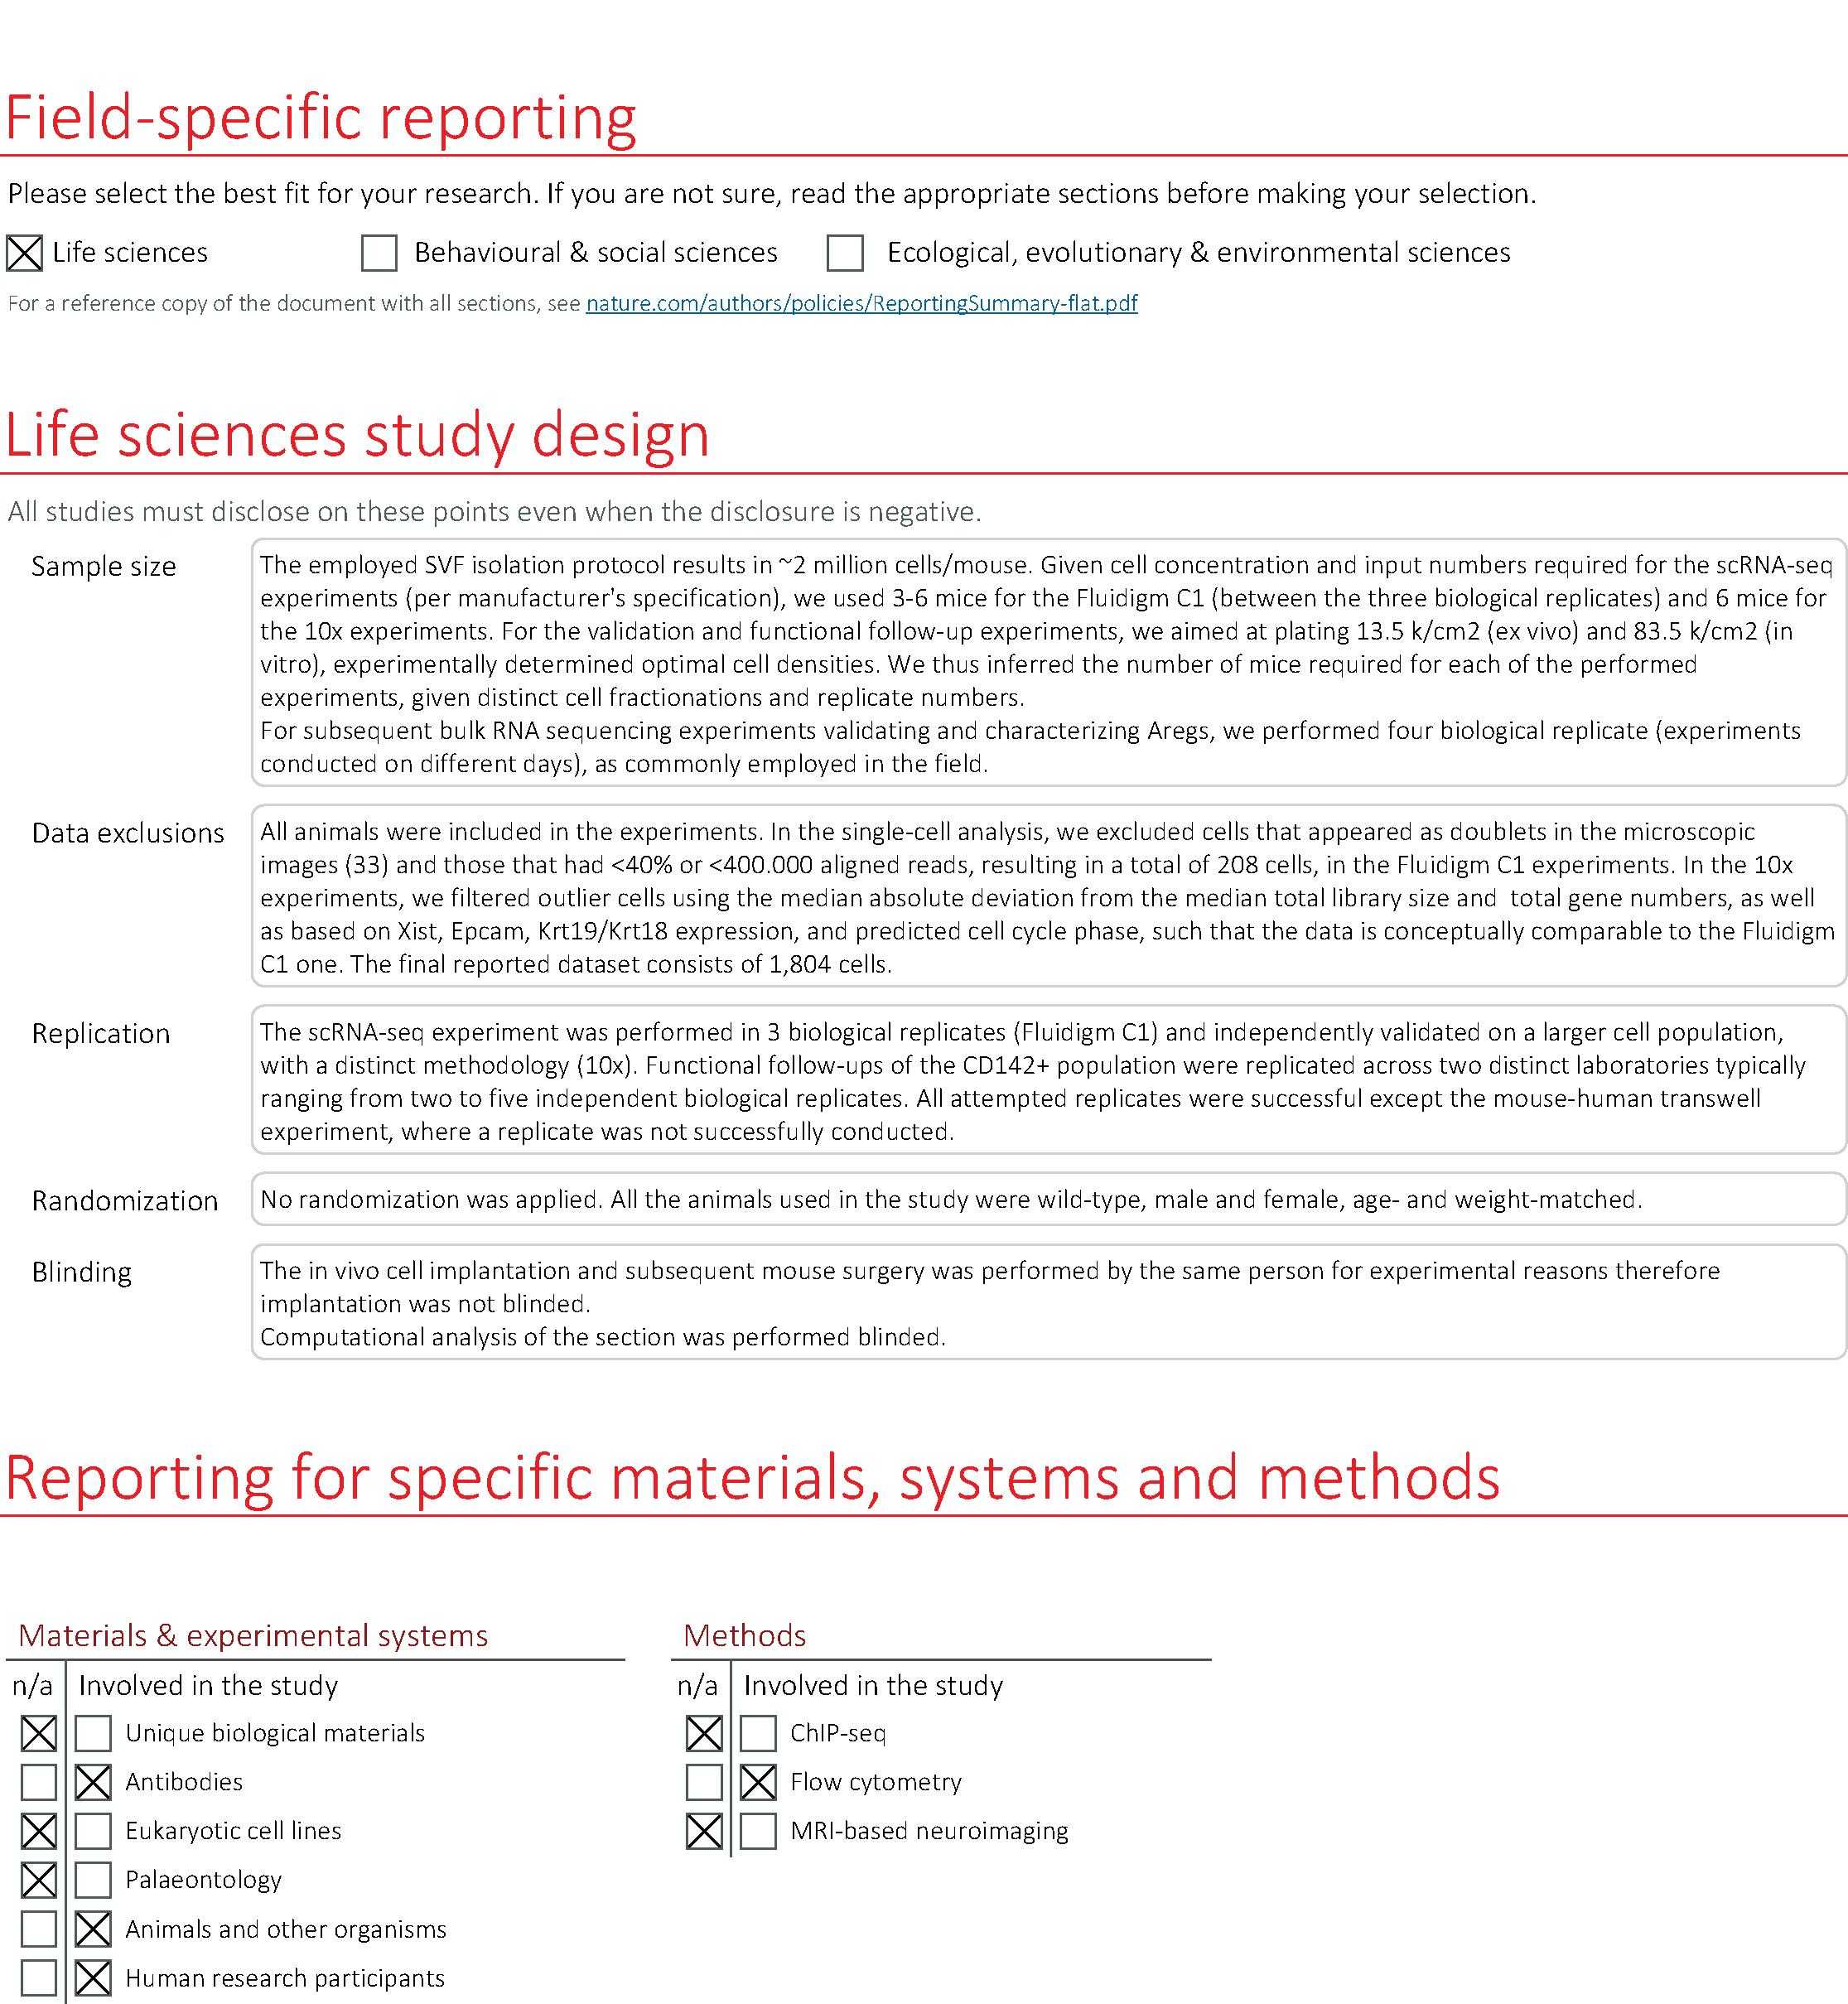 Field-specific reporting
Please select the best fit for your research. If you are not sure, read the appropriate sections before making your selection.
Life sciences Behavioural & social sciences Ecological, evolutionary & environmental sciences
For a reference copy of the document with all sections, see nature.com/authors/policies/ReportingSummary-flat.pdf
Life sciences study design
All studies must disclose on these points even when the disclosure is negative.
Sample size
The employed SVF isolation protocol results in ~2 million cells/mouse. Given cell concentration and input numbers required for the scRNA-seq
experiments (per manufacturer's specification), we used 3-6 mice for the Fluidigm C1 (between the three biological replicates) and 6 mice for
the 10x experiments. For the validation and functional follow-up experiments, we aimed at plating 13.5 k/cm2 (ex vivo) and 83.5 k/cm2 (in
vitro), experimentally determined optimal cell densities. We thus inferred the number of mice required for each of the performed
experiments, given distinct cell fractionations and replicate numbers.
For subsequent bulk RNA sequencing experiments validating and characterizing Aregs, we performed four biological replicate (experiments
conducted on different days), as commonly employed in the field.
Data exclusions
All animals were included in the experiments. In the single-cell analysis, we excluded cells that appeared as doublets in the microscopic
images (33) and those that had <40% or <400.000 aligned reads, resulting in a total of 208 cells, in the Fluidigm C1 experiments. In the 10x
experiments, we filtered outlier cells using the median absolute deviation from the median total library size and total gene numbers, as well
as based on Xist, Epcam, Krt19/Krt18 expression, and predicted cell cycle phase, such that the data is conceptually comparable to the Fluidigm
C1 one. The final reported dataset consists of 1,804 cells.
Replication
The scRNA-seq experiment was performed in 3 biological replicates (Fluidigm C1) and independently validated on a larger cell population,
with a distinct methodology (10x). Functional follow-ups of the CD142+ population were replicated across two distinct laboratories typically
ranging from two to five independent biological replicates. All attempted replicates were successful except the mouse-human transwell
experiment, where a replicate was not successfully conducted.
Randomization
No randomization was applied. All the animals used in the study were wild-type, male and female, age- and weight-matched.
Blinding
The in vivo cell implantation and subsequent mouse surgery was performed by the same person for experimental reasons therefore
implantation was not blinded.
Computational analysis of the section was performed blinded.
Reporting for specific materials, systems and methods
Materials & experimental systems
n/a Involved in the study
Unique biological materials
Antibodies
Eukaryotic cell lines
Palaeontology
Animals and other organisms
Human research participants
Methods
n/a Involved in the study
ChIP-seq
Flow cytometry
MRI-based neuroimaging